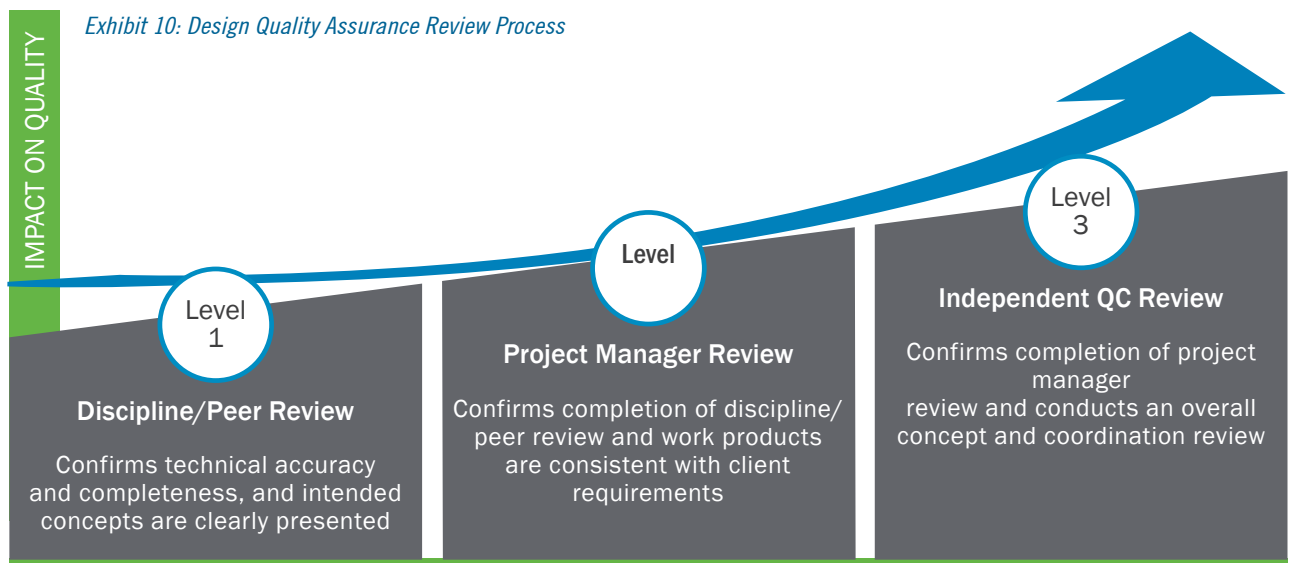 Exhibit 10: Design Quality Assurance Review Process
IMPACT ON QUALITY
Level
1
Discipline/Peer Review
Confirms technical accuracy
and completeness, and intended
concepts are clearly presented
Level
Project Manager Review
Confirms completion of discipline/
peer review and work products
are consistent with client
requirements
Level
3
Independent QC Review
Confirms completion of project
manager
review and conducts an overall
concept and coordination review